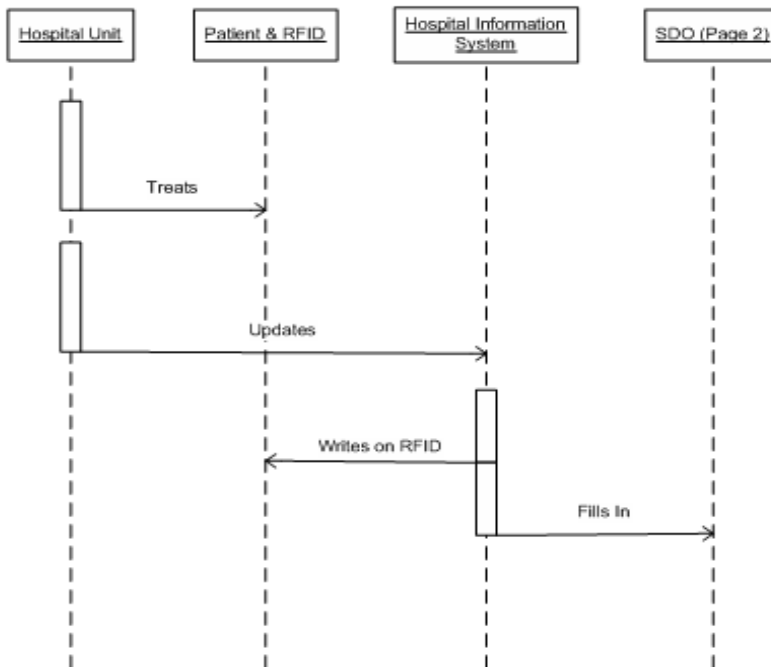 Hospital Unit
Patient & RFID
Hospital Information
System
SDO (Page 2)
Treats
Updates
Writes on RFID
Fills In